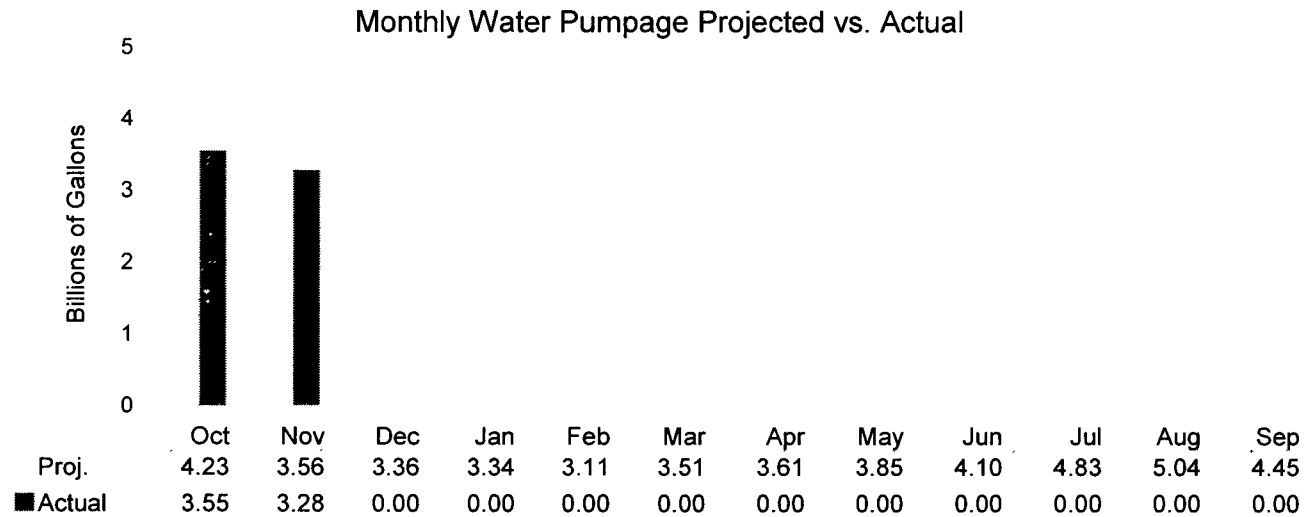 Monthly Water Pumpage Projected vs. Actual
Billions of Gallons
5
4
3
2
1
0
Oct Nov Dec Jan Feb Mar Apr May Jun Jul Aug Sep
Proj. 4.23 3.56 3.36 3.34 3.11 3.51 3.61 3.85 4.10 4.83 5.04 4.45
Actual 3.55 3.28 0.00 0.00 0.00 0.00 0.00 0.00 0.00 0.00 0.00 0.00